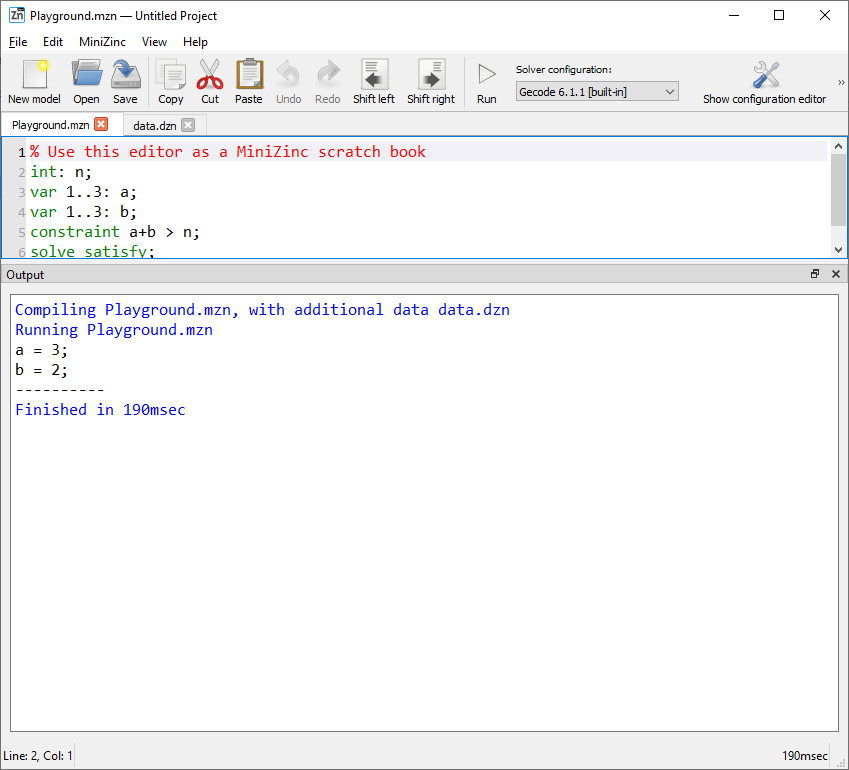 Zn Playground.mzn — Untitled Project
File Edit MiniZinc View Help
New model Open Save Copy Cut Paste Undo Redo Shift left Shift right Run Solver configuration: Gecode 6.1.1 [built-in] Show configuration editor »
Playground.mzn data.dzn
1 % Use this editor as a MiniZinc scratch book
2 int: n;
3 var 1..3: a;
4 var 1..3: b;
5 constraint a+b > n;
6 solve satisfy;
Output
Compiling Playground.mzn, with additional data data.dzn
Running Playground.mzn
a = 3;
b = 2;
----------
Finished in 190msec
Line: 2, Col: 1 190msec